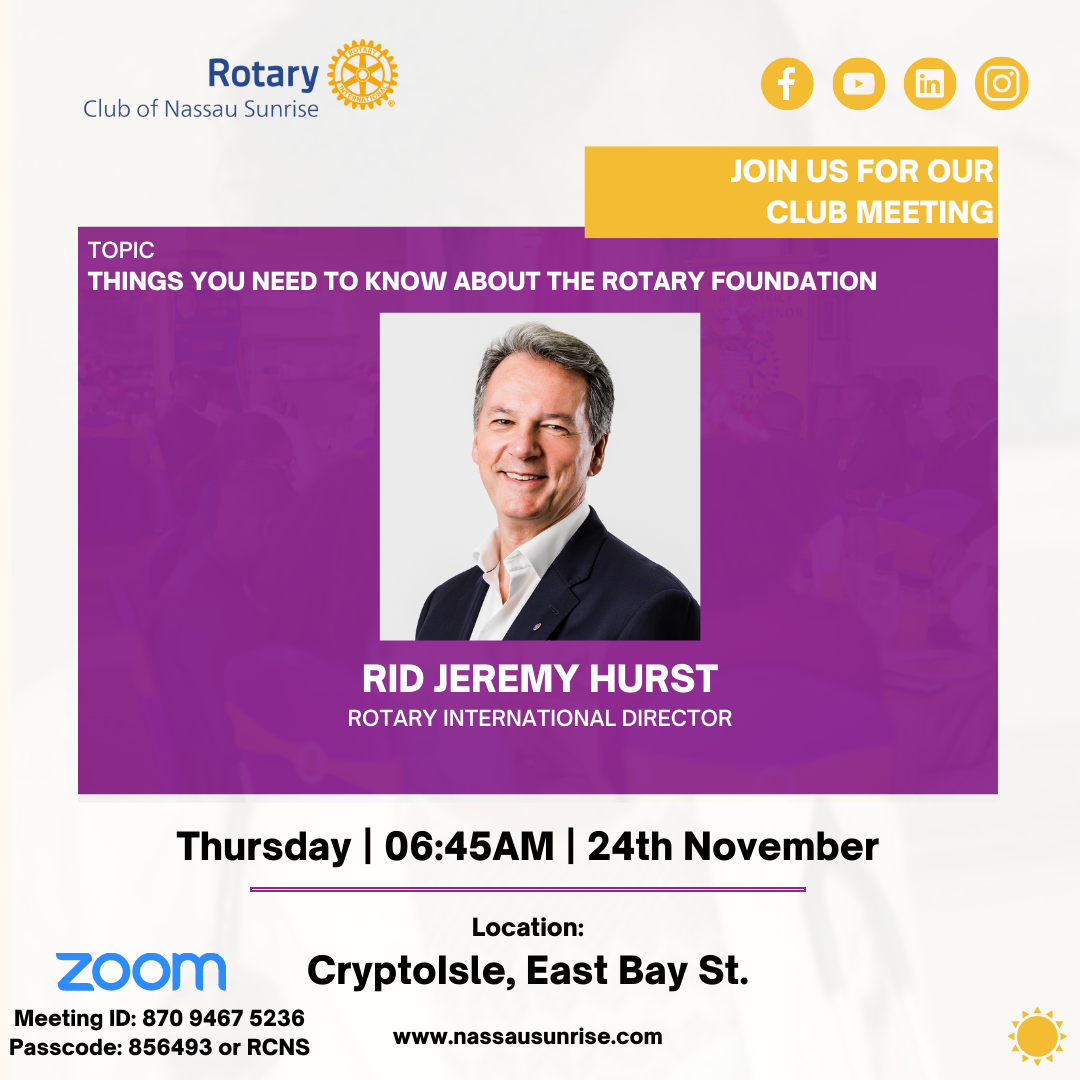 Rotary
Club of Nassau Sunrise
ROTARY
INTERNATIONAL
JOIN US FOR OUR
CLUB MEETING
TOPIC
THINGS YOU NEED TO KNOW ABOUT THE ROTARY FOUNDATION
RID JEREMY HURST
ROTARY INTERNATIONAL DIRECTOR
Thursday | 06:45AM | 24th November
Location:
CryptoIsle, East Bay St.
zoom
Meeting ID: 870 9467 5236
Passcode: 856493 or RCNS
www.nassausunrise.com